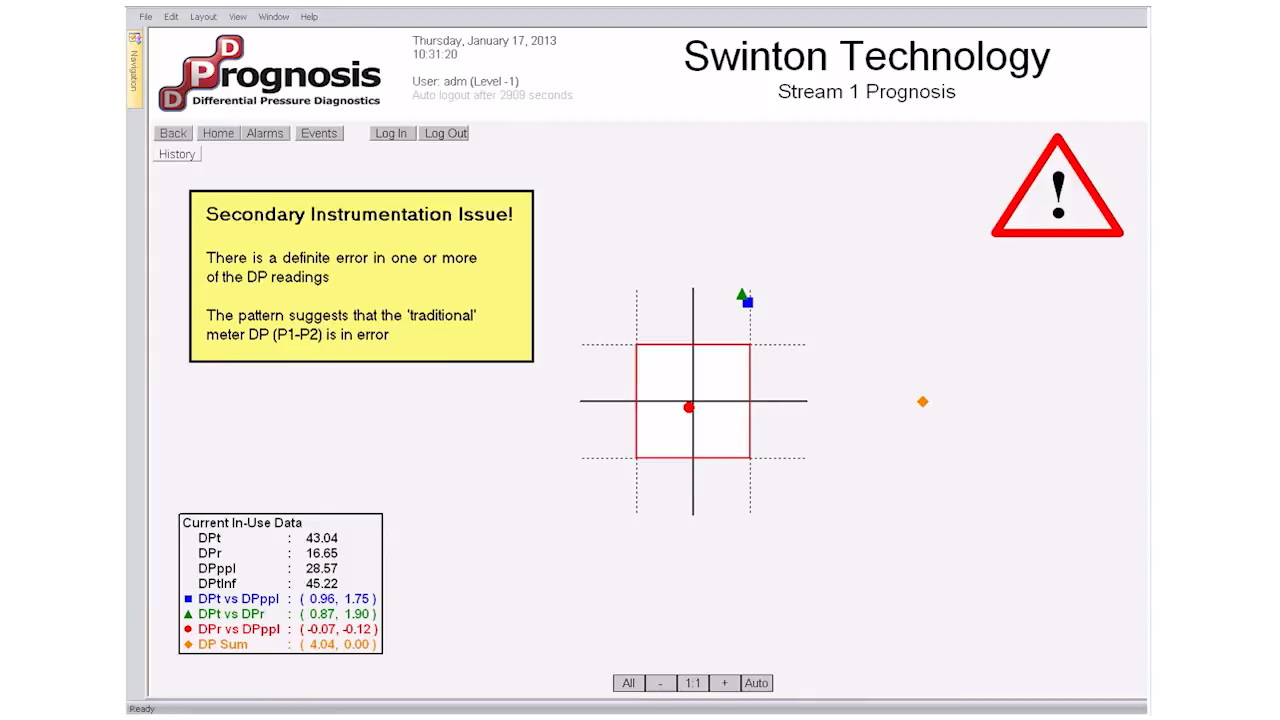 File Edit Layout View Window Help
Navigation
D
Prognosis
D
Differential Pressure Diagnostics
Thursday, January 17, 2013
10:31:20
User: adm (Level -1)
Auto logout after 2909 seconds
Swinton Technology
Stream 1 Prognosis
Back Home Alarms Events Log In Log Out
History
!
Secondary Instrumentation Issue!
There is a definite error in one or more
of the DP readings
The pattern suggests that the 'traditional'
meter DP (P1-P2) is in error
Current In-Use Data
DPt : 43.04
DPr : 16.65
DPppl : 28.57
DPtInf : 45.22
DPt vs DPppl : ( 0.96, 1.75 )
DPt vs DPr : ( 0.87, 1.90 )
DPr vs DPppl : ( -0.07, -0.12 )
DP Sum : ( 4.04, 0.00 )
All - 1:1 + Auto
Ready